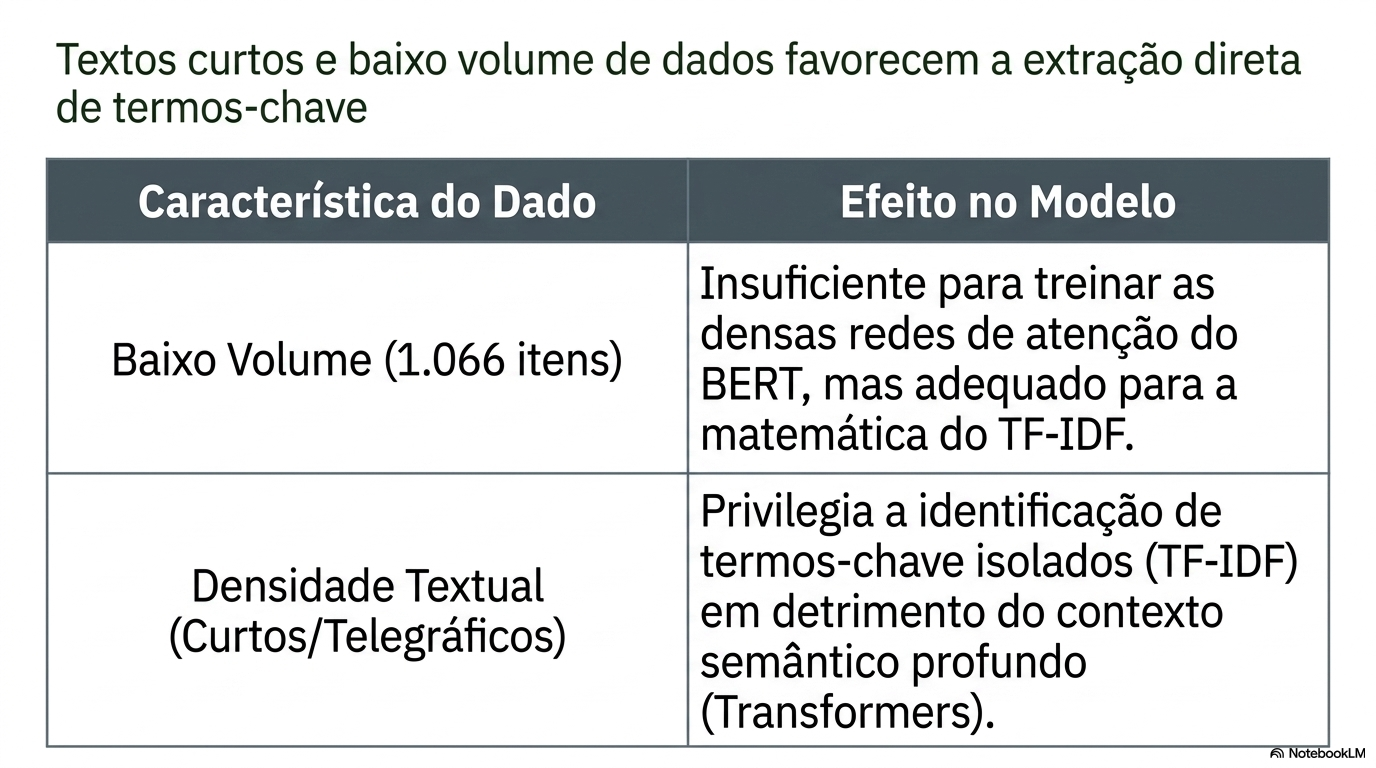 Textos curtos e baixo volume de dados favorecem a extração direta
de termos-chave
Característica do Dado
Efeito no Modelo
Baixo Volume (1.066 itens)
Insuficiente para treinar as
densas redes de atenção do
BERT, mas adequado para a
matemática do TF-IDF.
Densidade Textual
(Curtos/Telegráficos)
Privilegia a identificação de
termos-chave isolados (TF-IDF)
em detrimento do contexto
semântico profundo
(Transformers).
NotebookLM